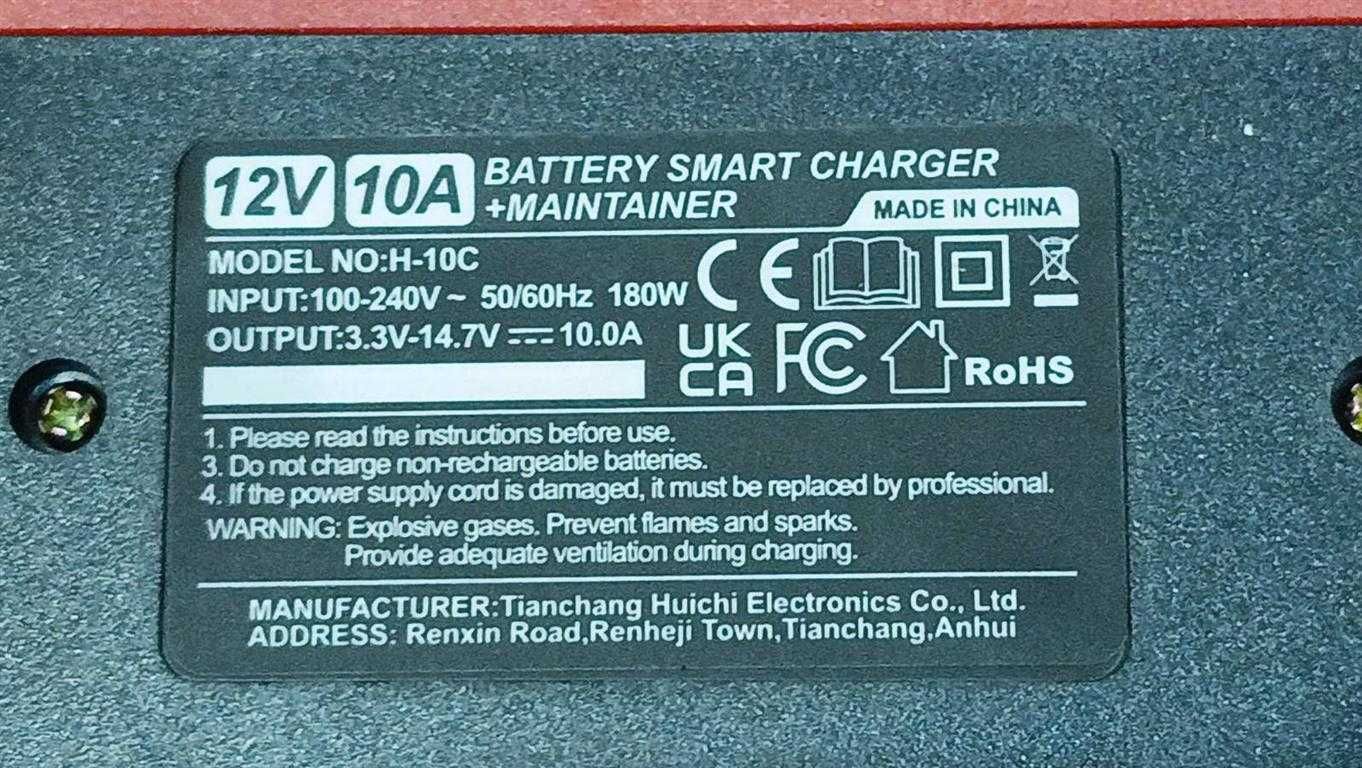 12V 10A BATTERY SMART CHARGER
+MAINTAINER
MADE IN CHINA
MODEL NO:H-10C
INPUT:100-240V ~ 50/60Hz 180W
OUTPUT:3.3V-14.7V ⎓ 10.0A
CE
UK
CA
FC
RoHS
1. Please read the instructions before use.
3. Do not charge non-rechargeable batteries.
4. If the power supply cord is damaged, it must be replaced by professional.
WARNING: Explosive gases. Prevent flames and sparks.
Provide adequate ventilation during charging.
MANUFACTURER:Tianchang Huichi Electronics Co., Ltd.
ADDRESS: Renxin Road,Renheji Town,Tianchang,Anhui